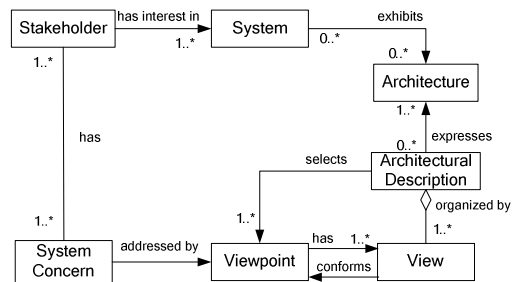 Stakeholder
has interest in
System
exhibits
1..*
1..*
0..*
0..*
Architecture
1..*
has
0..*
expresses
selects
Architectural
Description
organized by
1..*
1..*
1..*
System
Concern
addressed by
Viewpoint
has
1..*
View
conforms